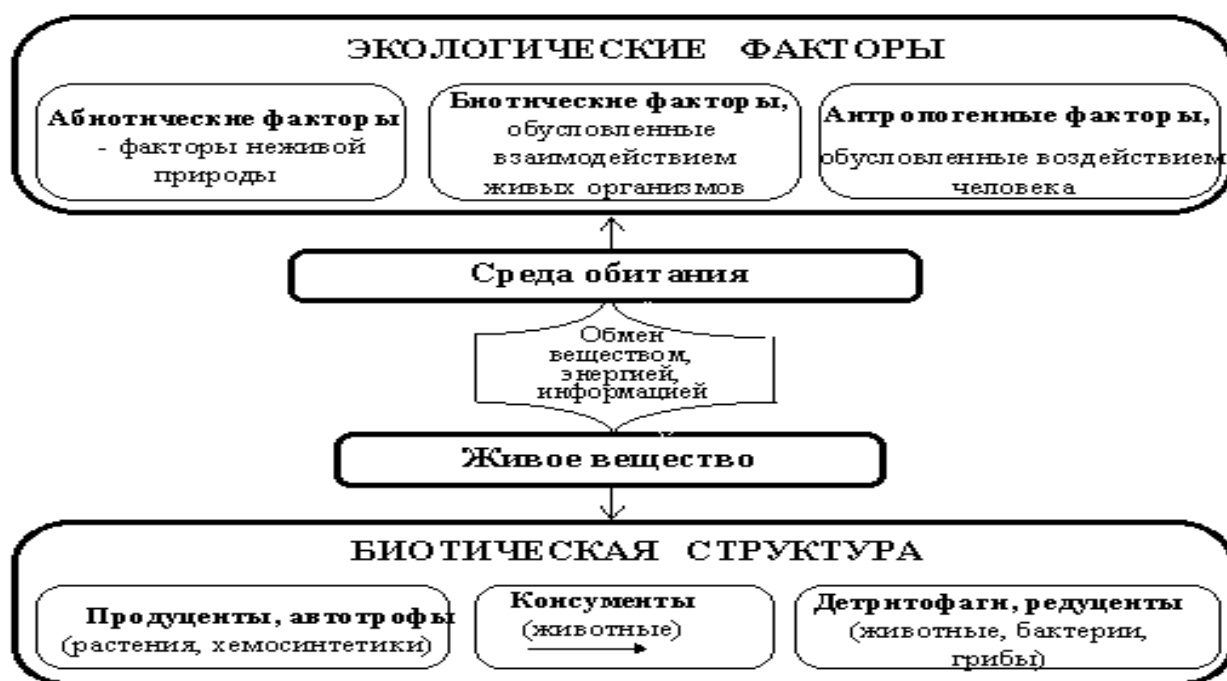 ЭКОЛОГИЧЕСКИЕ ФАКТОРЫ
Абиотические факторы
- факторы неживой
природы
Биотические факторы,
обусловленные
взаимодействием
живых организмов
Антропогенные факторы,
обусловленные воздействием
человека
Среда обитания
Обмен
веществом,
энергией,
информацией
Живое вещество
БИОТИЧЕСКАЯ СТРУКТУРА
Продуценты, автотрофы
(растения, хемосинтетики)
Консументы
(животные)
Детритофаги, редуценты
(животные, бактерии,
грибы)